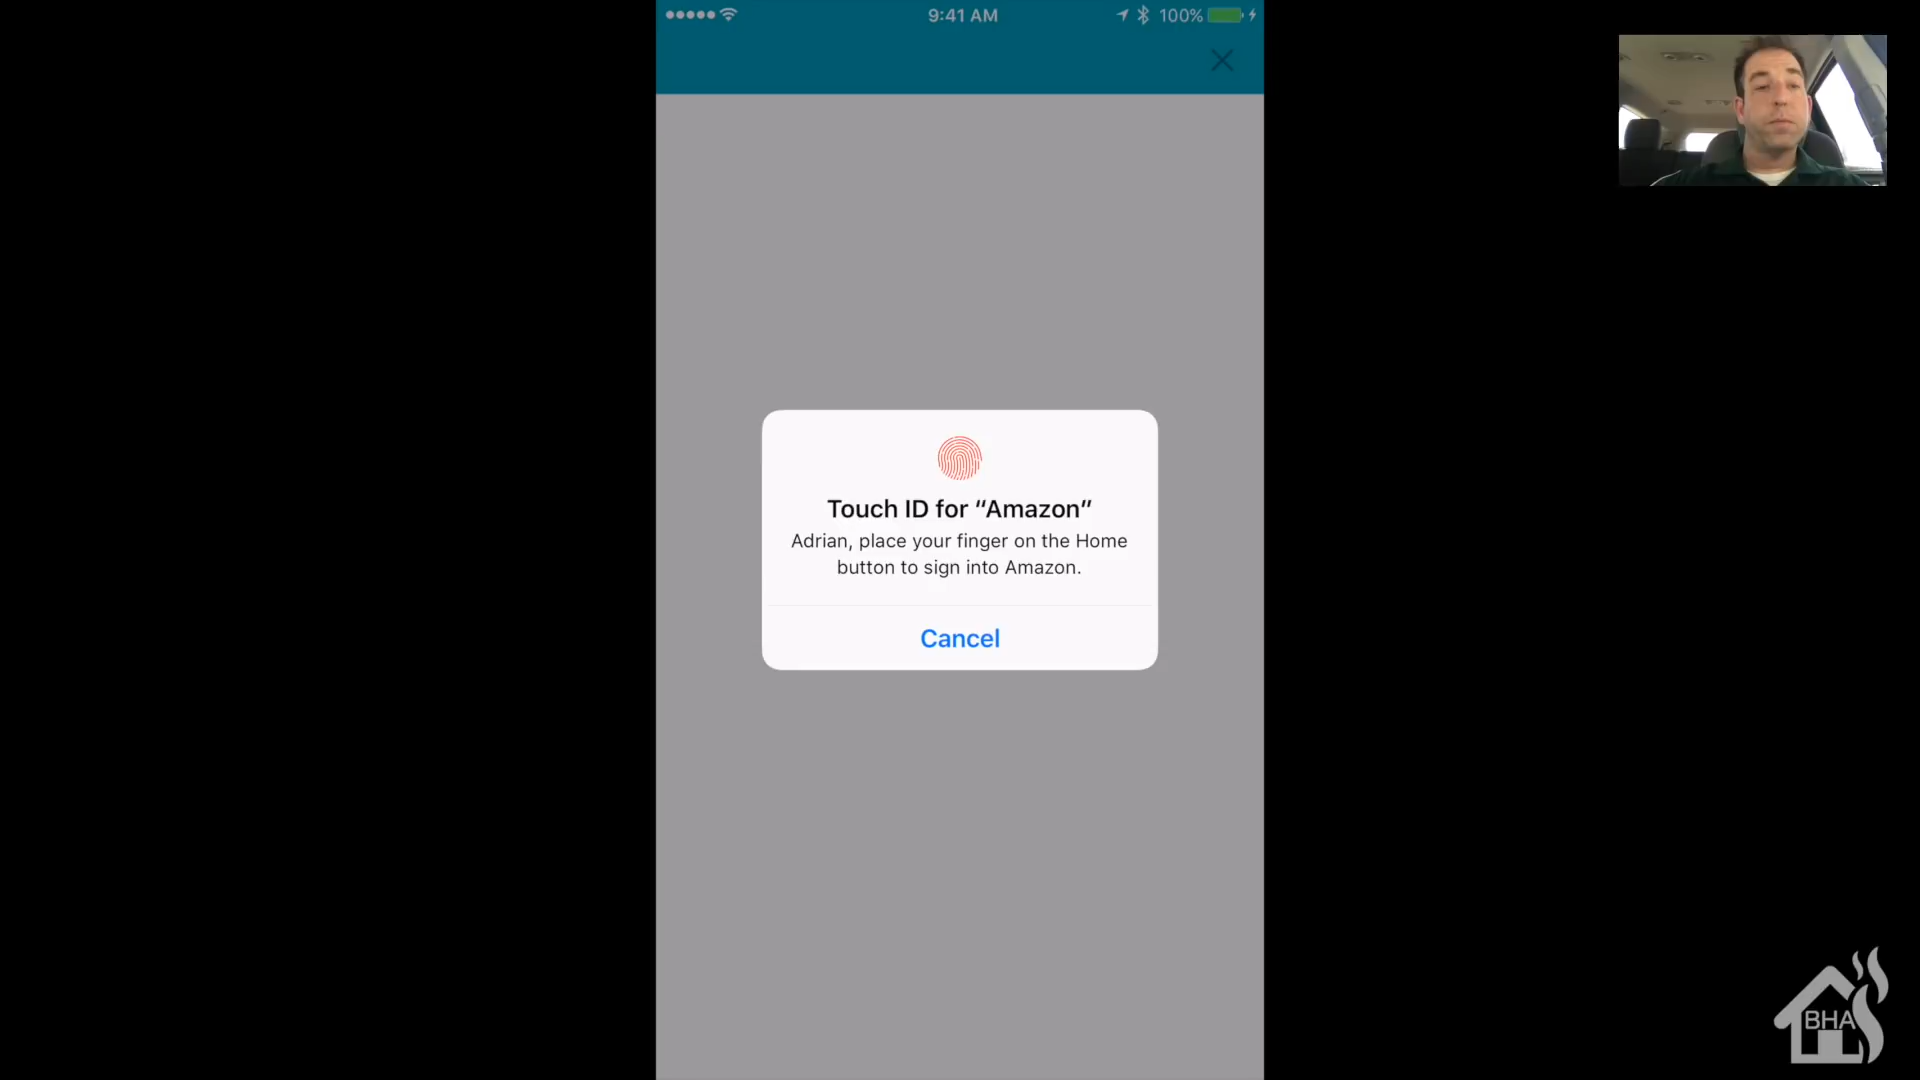 9:41 AM
100%
Touch ID for “Amazon”
Adrian, place your finger on the Home
button to sign into Amazon.
Cancel
BHA